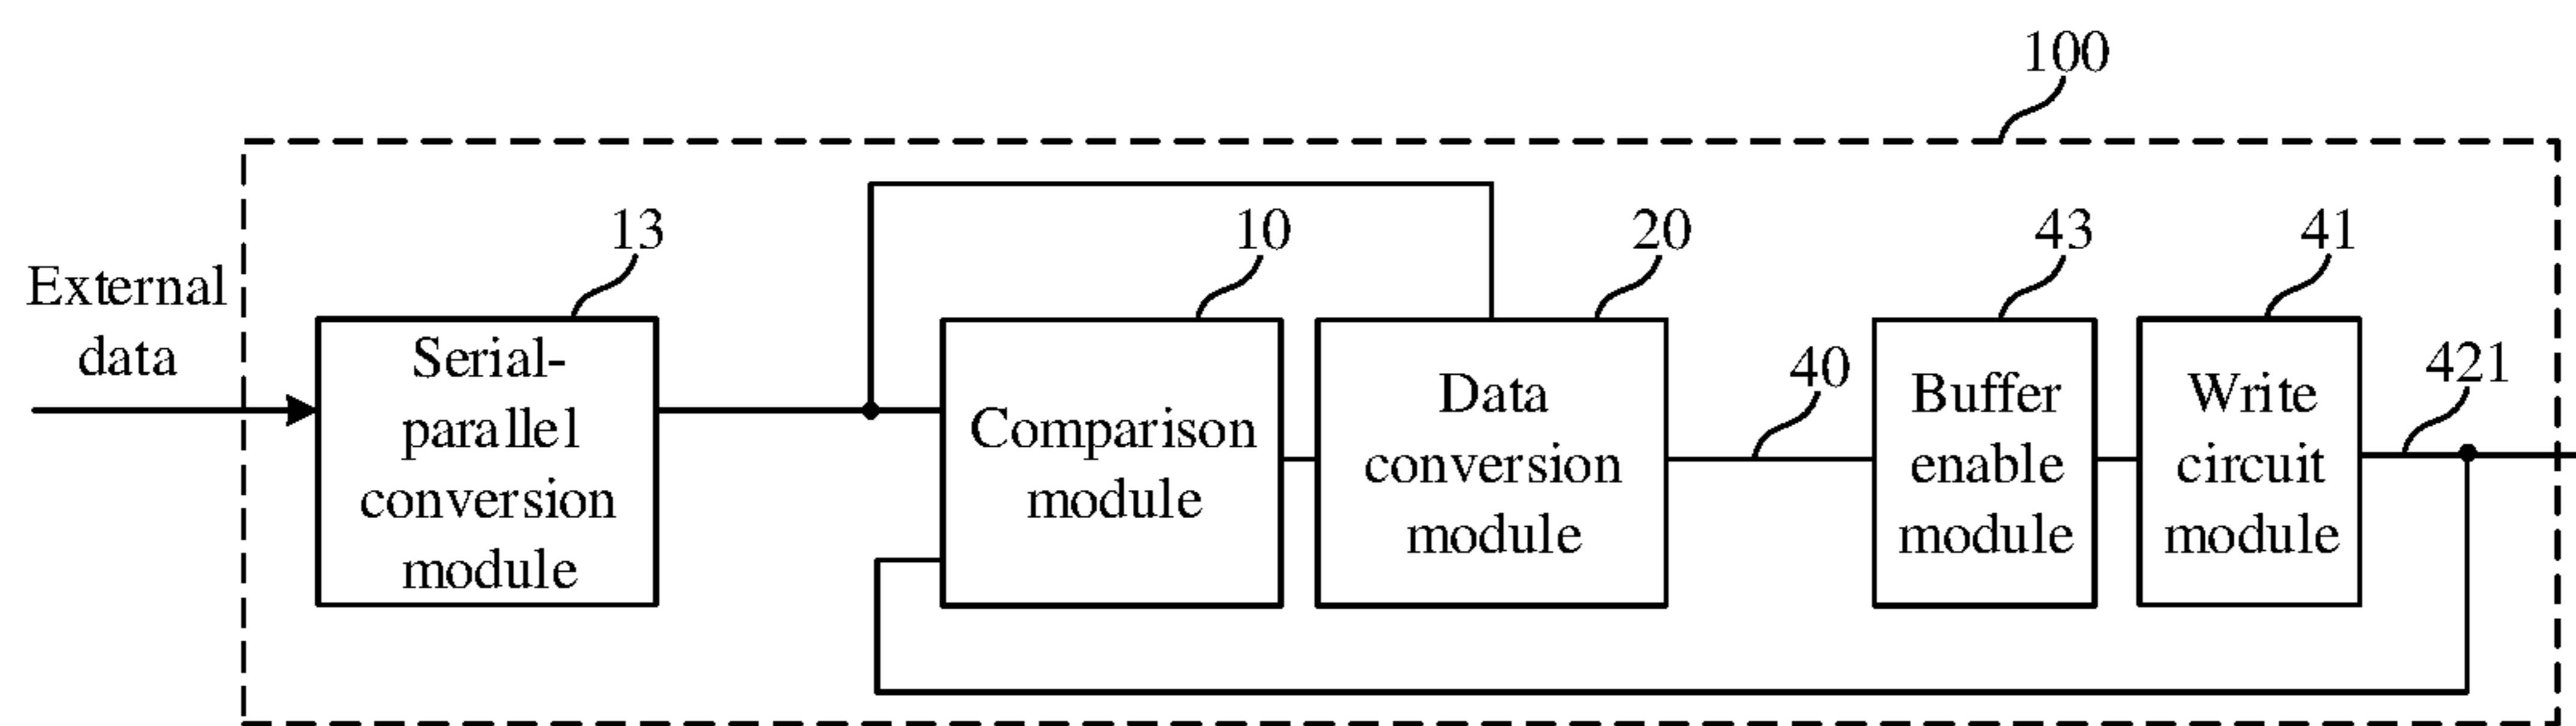 100
13
10
20
43
41
External
data
Serial-
parallel
conversion
module
Comparison
module
Data
conversion
module
40
Buffer
enable
module
Write
circuit
module
421